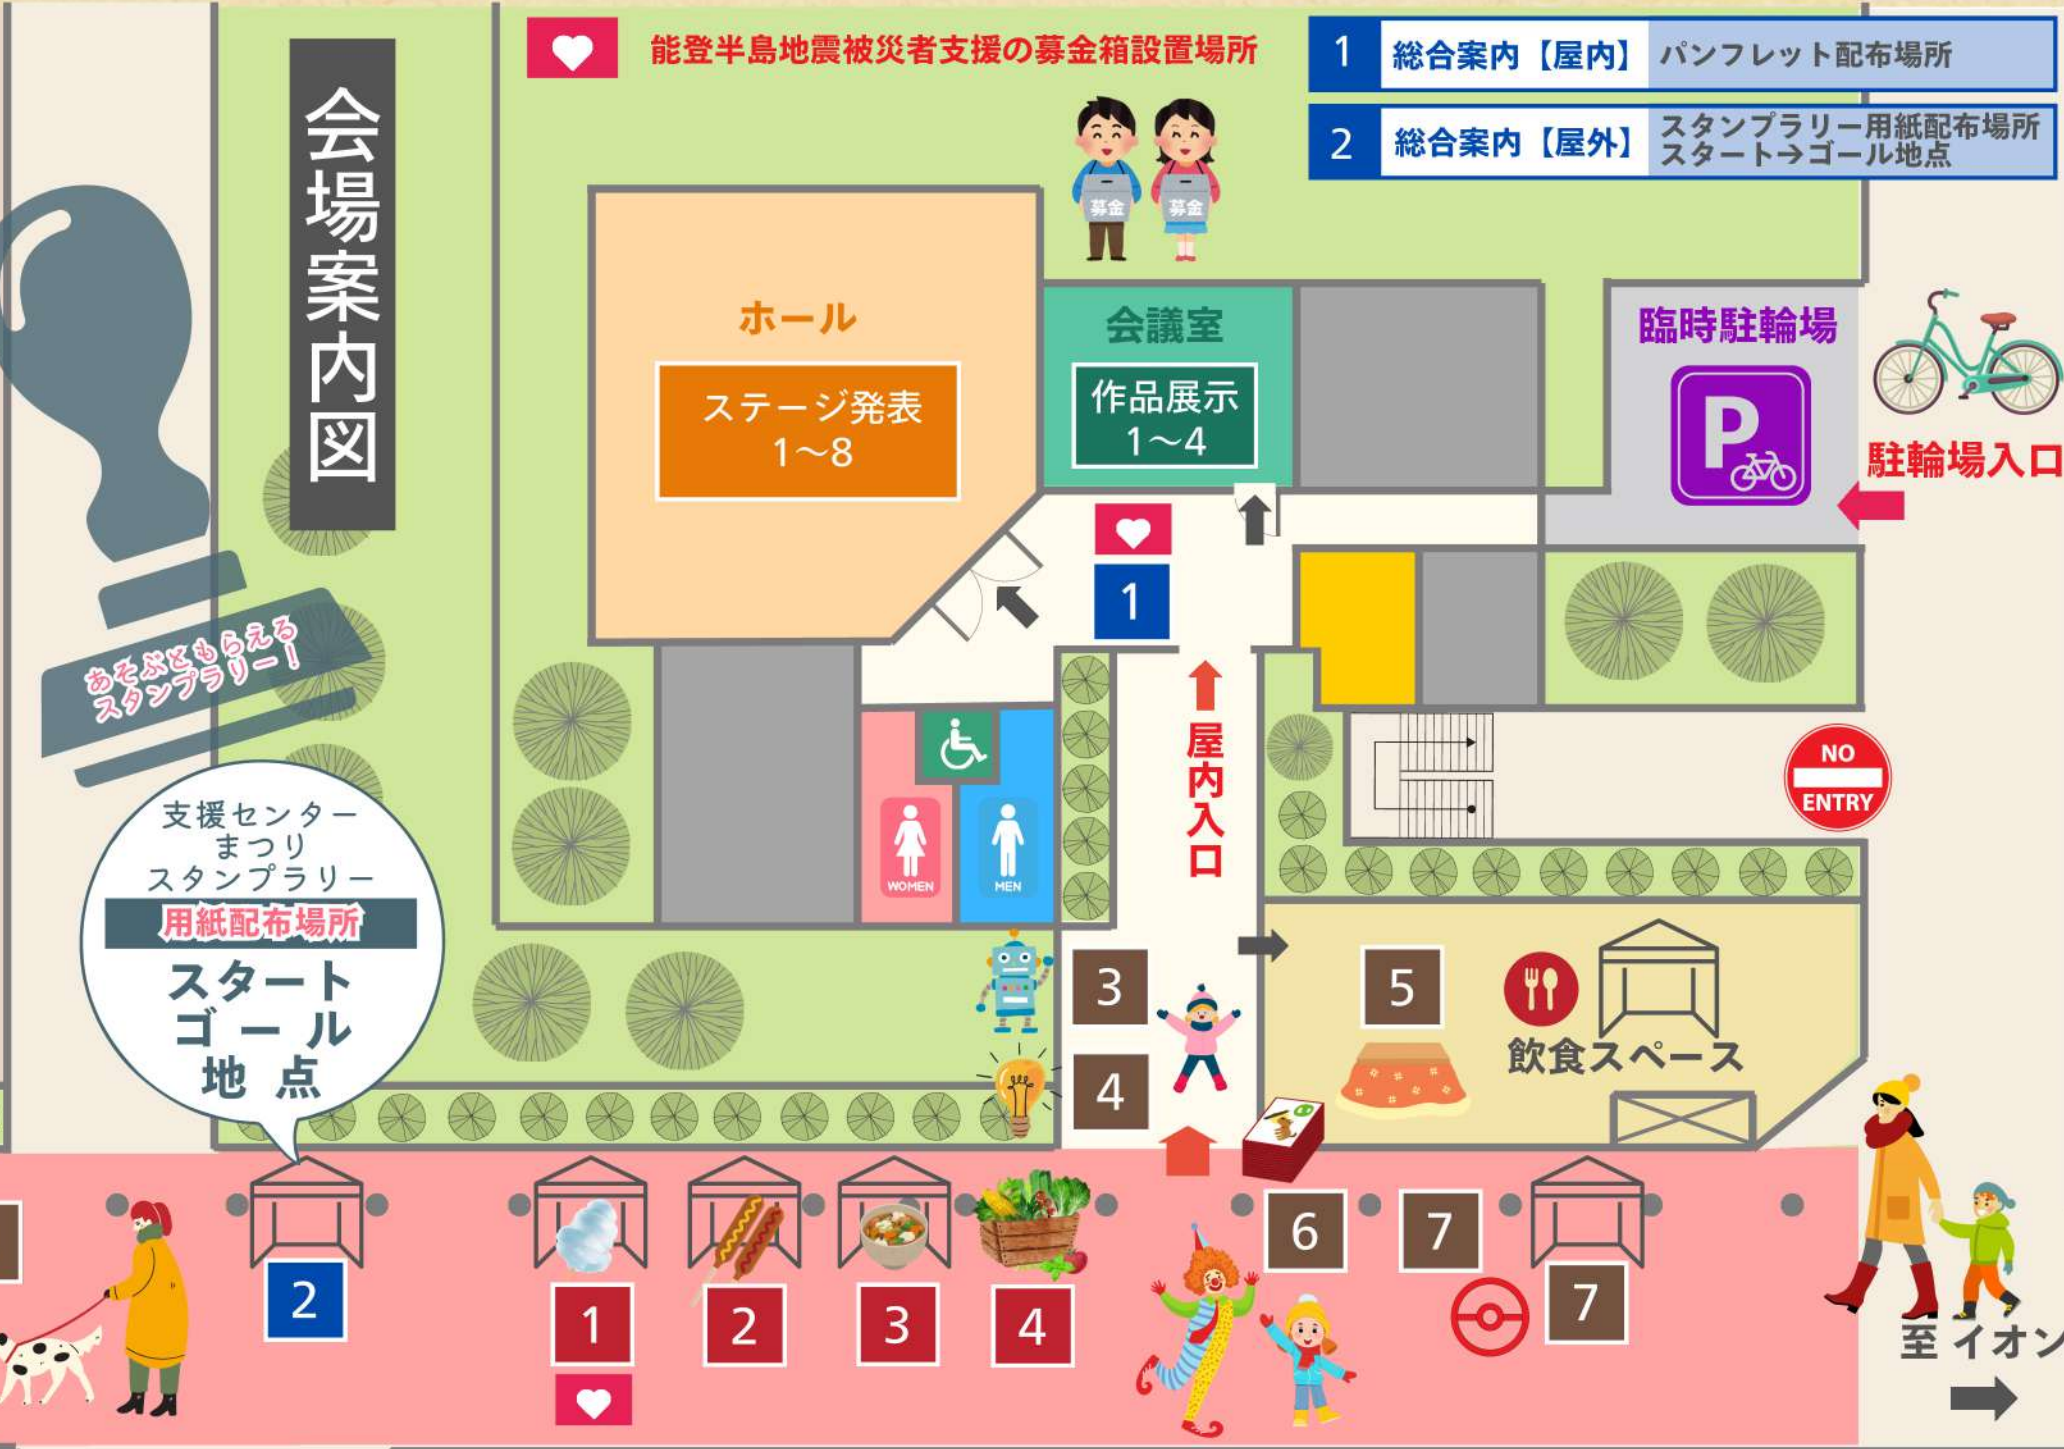 会場案内図
能登半島地震被災者支援の募金箱設置場所
1 総合案内【屋内】 パンフレット配布場所
2 総合案内【屋外】 スタンプラリー用紙配布場所
スタート→ゴール地点
募金 募金
ホール
ステージ発表
1〜8
会議室
作品展示
1〜4
臨時駐輪場
P
駐輪場入口
1
あそぶともらえる
スタンプラリー！
屋内入口
WOMEN
MEN
NO
ENTRY
支援センター
まつり
スタンプラリー
用紙配布場所
スタート
ゴール
地点
3
4
5
飲食スペース
6
7
7
2
1
2
3
4
至 イオン